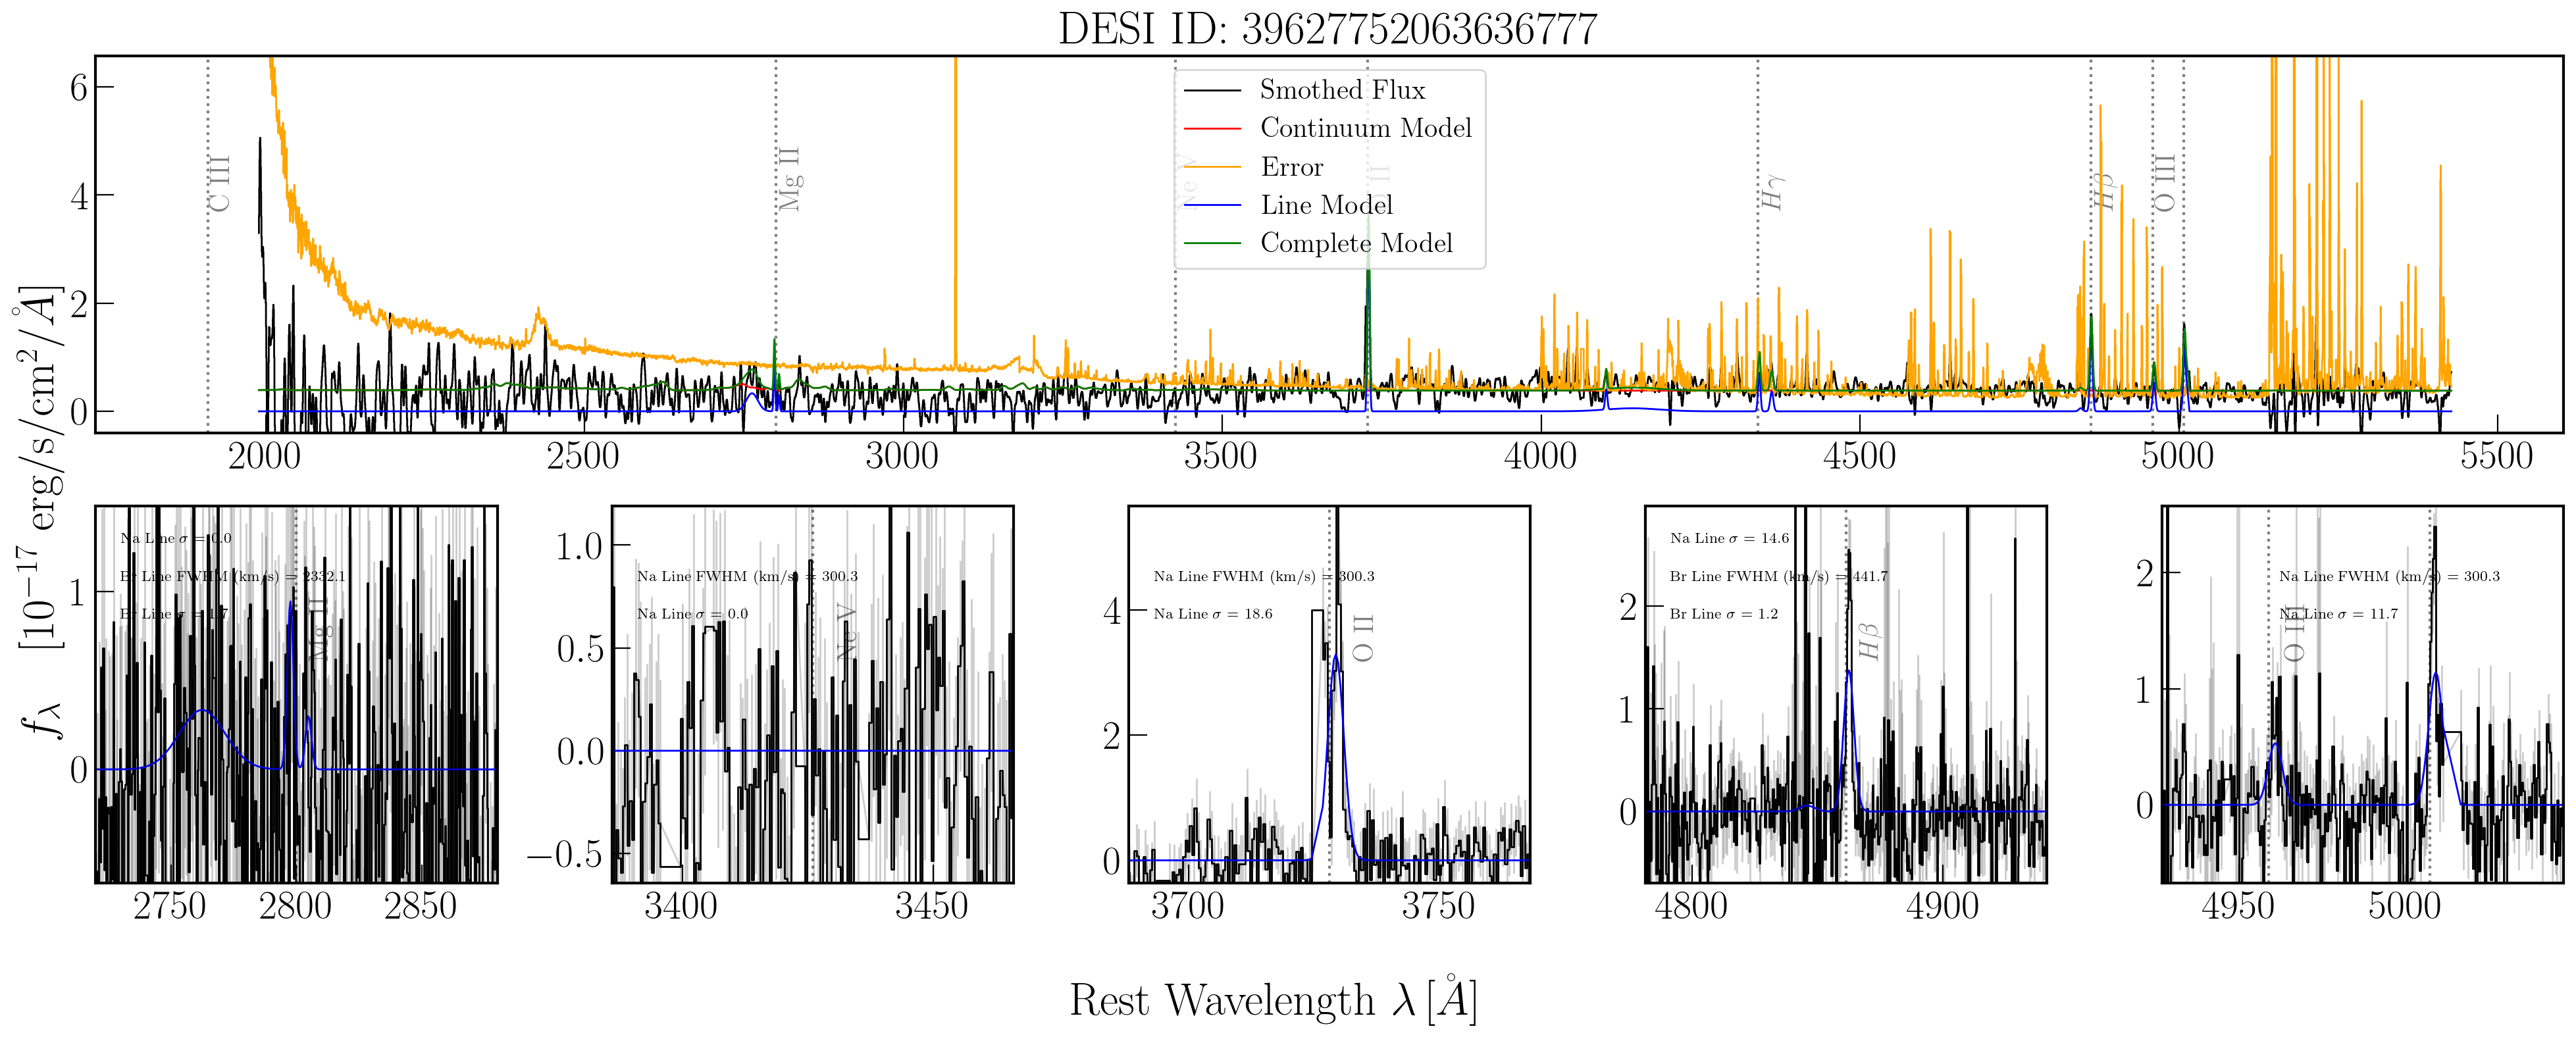 DESI ID: 39627752063636777
6
4
2
0
C III
Mg II
Ne V
O II
Hγ
Hβ
O III
Smothed Flux
Continuum Model
Error
Line Model
Complete Model
2000 2500 3000 3500 4000 4500 5000 5500
f_λ [10^{-17} erg/s/cm^2/Å]
1
0
Na Line σ = 0.0
Br Line FWHM (km/s) = 2332.1
Br Line σ = 1.7
Mg II
2750 2800 2850
1.0
0.5
0.0
−0.5
Na Line FWHM (km/s) = 300.3
Na Line σ = 0.0
Ne V
3400 3450
4
2
0
Na Line FWHM (km/s) = 300.3
Na Line σ = 18.6
O II
3700 3750
2
1
0
Na Line σ = 14.6
Br Line FWHM (km/s) = 441.7
Br Line σ = 1.2
Hβ
4800 4900
2
1
0
Na Line FWHM (km/s) = 300.3
Na Line σ = 11.7
O III
4950 5000
Rest Wavelength λ [Å]